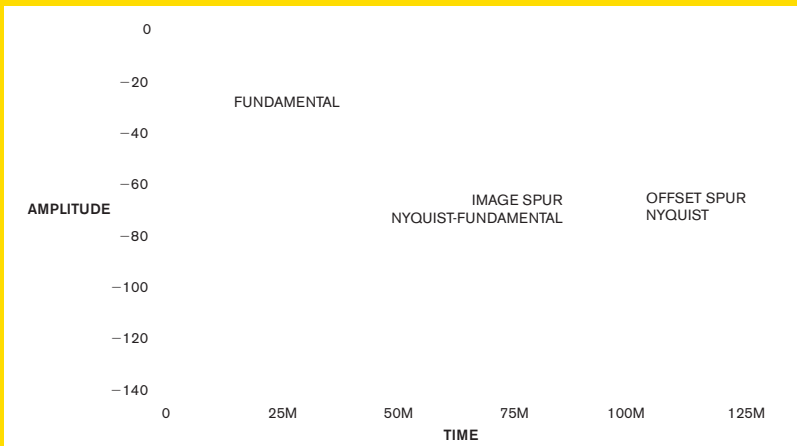 0
−20
FUNDAMENTAL
−40
−60
IMAGE SPUR
NYQUIST-FUNDAMENTAL
OFFSET SPUR
NYQUIST
AMPLITUDE
−80
−100
−120
−140
0 25M 50M 75M 100M 125M
TIME